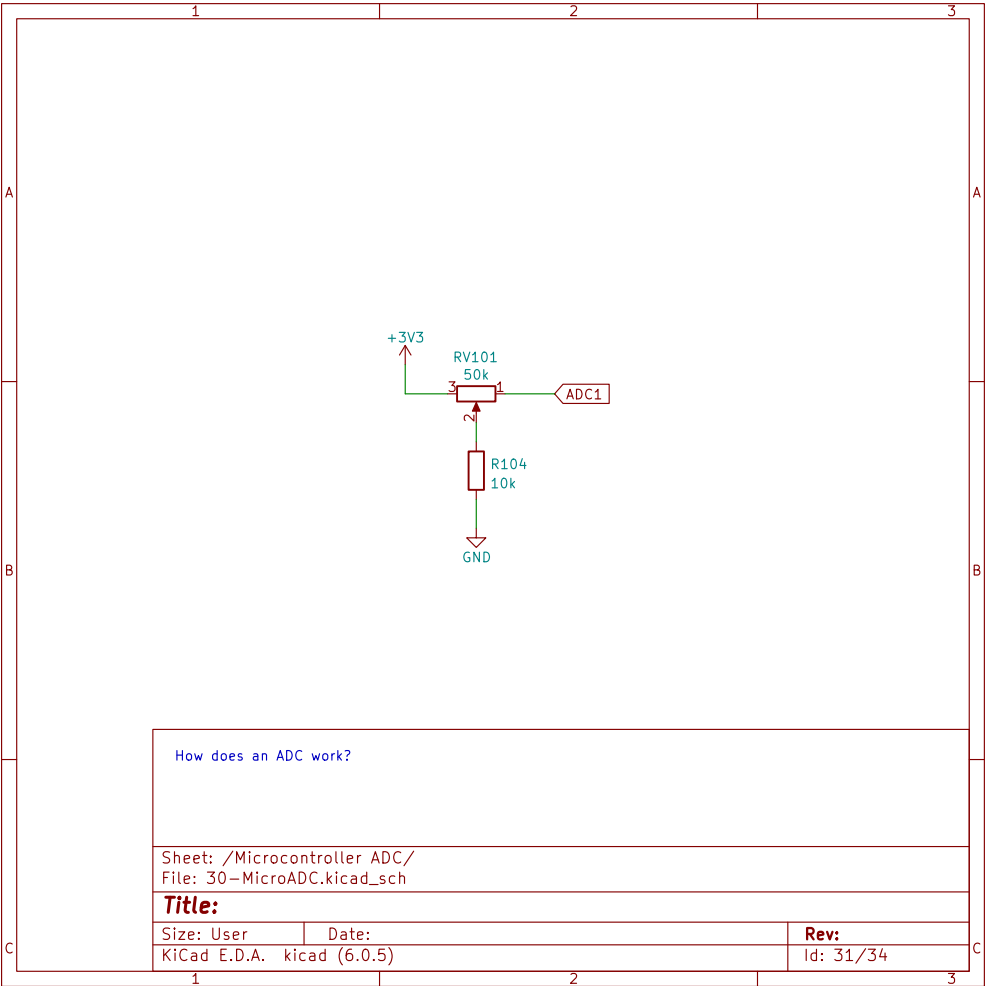 1 2 3
A A
+3V3
RV101
50k
3 1
ADC1
2
R104
10k
GND
B B
How does an ADC work?
Sheet: /Microcontroller ADC/
File: 30-MicroADC.kicad_sch
Title:
Size: User Date: Rev:
KiCad E.D.A. kicad (6.0.5) Id: 31/34
C C
1 2 3